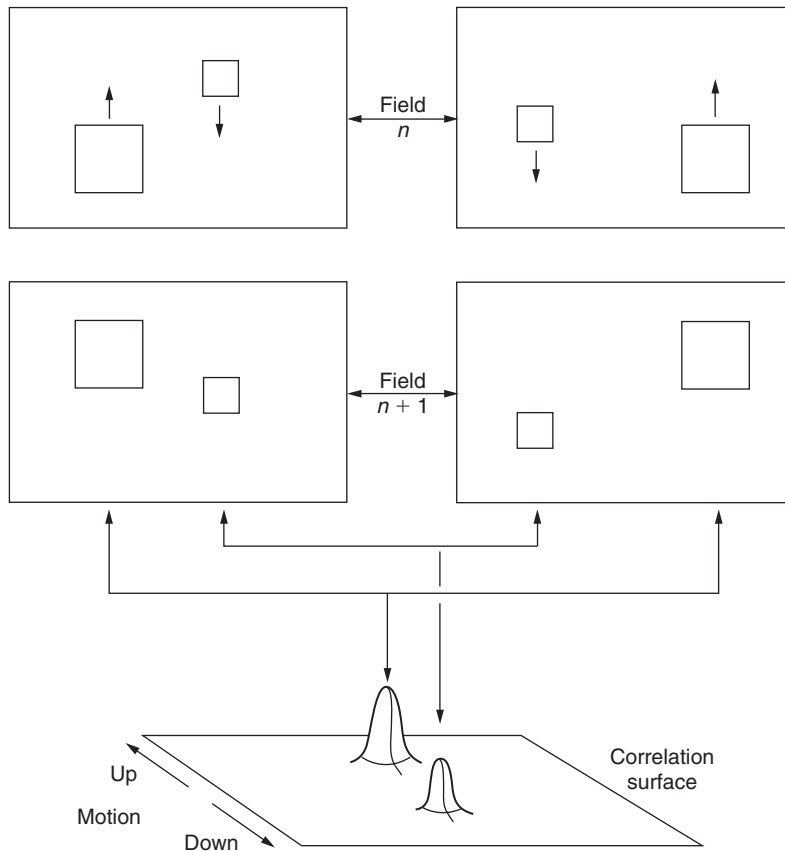 Field
n
Field
n + 1
Up
Motion
Down
Correlation
surface